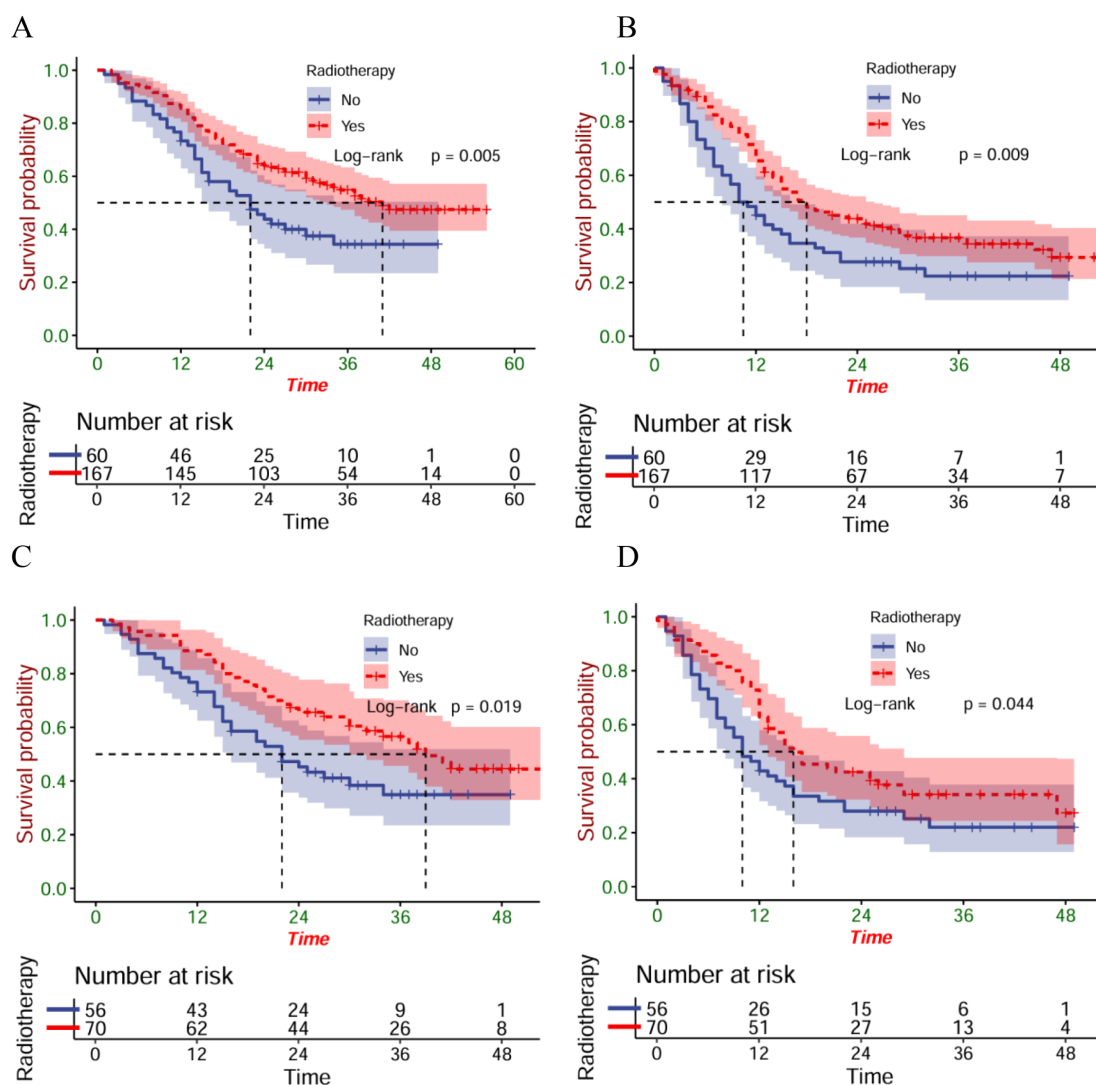 A
Survival probability
1.0
0.8
0.6
0.4
0.2
0.0
Radiotherapy
No
Yes
Log-rank p = 0.005
0 12 24 36 48 60
Time
Number at risk
Radiotherapy
60 46 25 10 1 0
167 145 103 54 14 0
0 12 24 36 48 60
Time
B
Survival probability
1.0
0.8
0.6
0.4
0.2
0.0
Radiotherapy
No
Yes
Log-rank p = 0.009
0 12 24 36 48
Time
Number at risk
Radiotherapy
60 29 16 7 1
167 117 67 34 7
0 12 24 36 48
Time
C
Survival probability
1.0
0.8
0.6
0.4
0.2
0.0
Radiotherapy
No
Yes
Log-rank p = 0.019
0 12 24 36 48
Time
Number at risk
Radiotherapy
56 43 24 9 1
70 62 44 26 8
0 12 24 36 48
Time
D
Survival probability
1.0
0.8
0.6
0.4
0.2
0.0
Radiotherapy
No
Yes
Log-rank p = 0.044
0 12 24 36 48
Time
Number at risk
Radiotherapy
56 26 15 6 1
70 51 27 13 4
0 12 24 36 48
Time